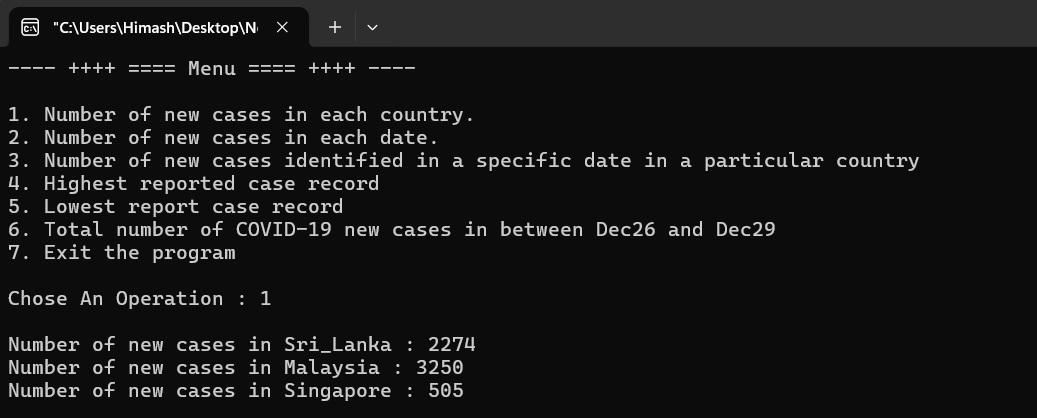 "C:\Users\Himash\Desktop\N
---- ++++ ==== Menu ==== ++++ ----
1. Number of new cases in each country.
2. Number of new cases in each date.
3. Number of new cases identified in a specific date in a particular country
4. Highest reported case record
5. Lowest report case record
6. Total number of COVID-19 new cases in between Dec26 and Dec29
7. Exit the program
Chose An Operation : 1
Number of new cases in Sri_Lanka : 2274
Number of new cases in Malaysia : 3250
Number of new cases in Singapore : 505